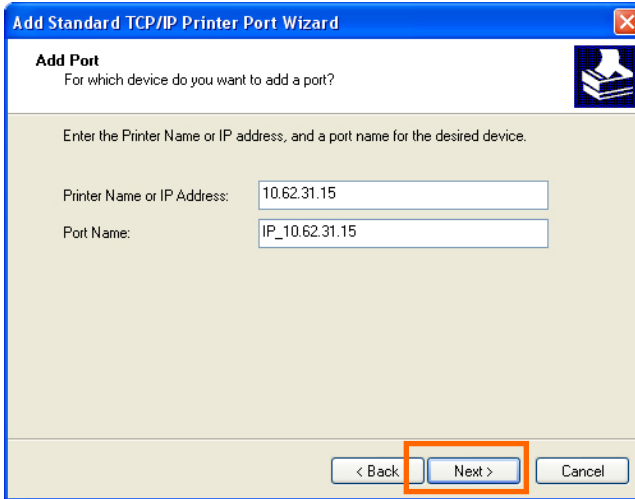 Add Standard TCP/IP Printer Port Wizard
Add Port
For which device do you want to add a port?
Enter the Printer Name or IP address, and a port name for the desired device.
Printer Name or IP Address: 10.62.31.15
Port Name: IP_10.62.31.15
< Back Next > Cancel